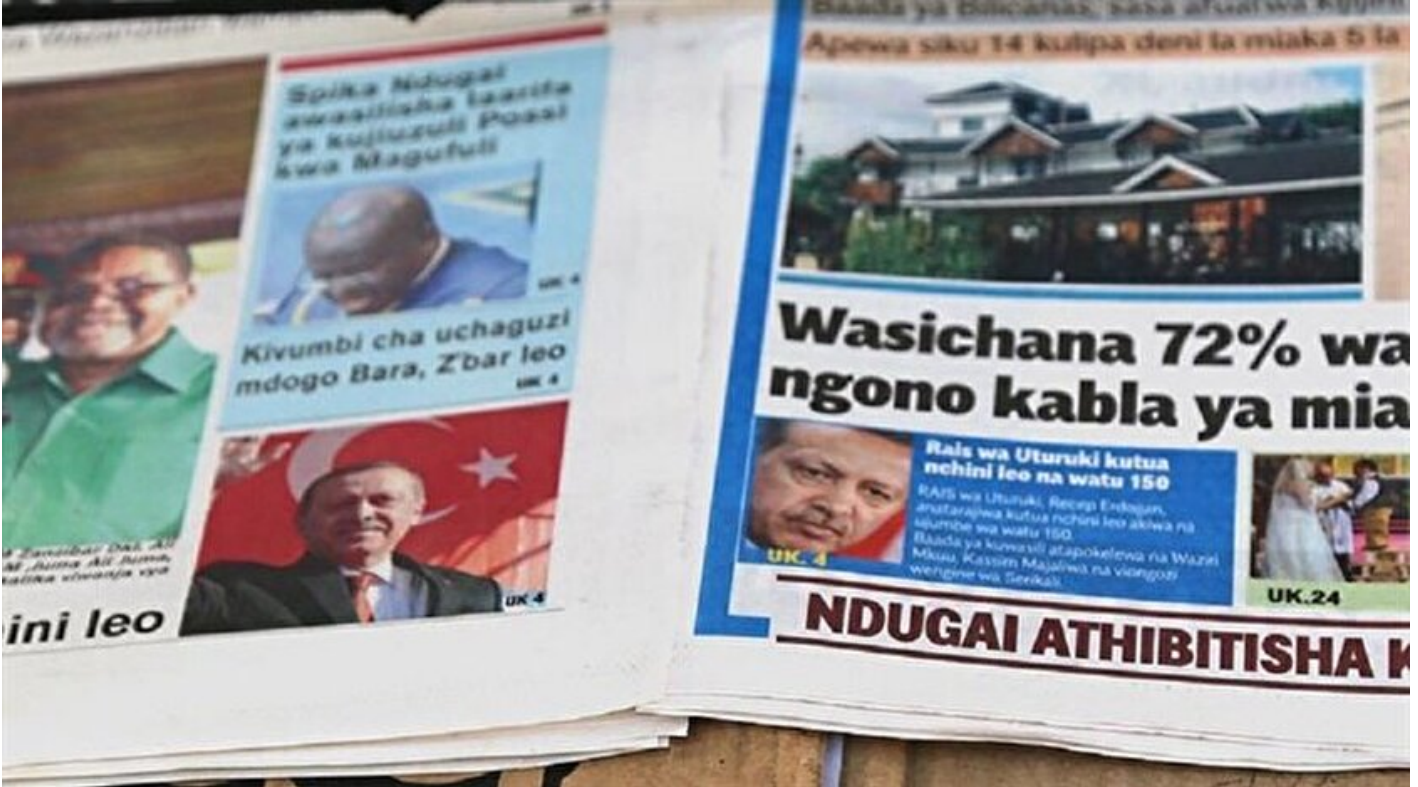 Spika Ndugai
awasilisha taarifa
ya kujiuzuli Possi
kwa Magufuli
UK 4
Kivumbi cha uchaguzi
mdogo Bara, Z'bar leo
UK 4
UK 4
ini leo
Baada ya Bilicanas, sasa
Apewa siku 14 kulipa deni la miaka 5 la
Wasichana 72% wa
ngono kabla ya mia
Rais wa Uturuki kutua
nchini leo na watu 150
RAIS wa Uturuki, Recep Erdogan,
anatarajiwa kutua nchini leo akiwa na
ujumbe wa watu 150.
Baada ya kuwasili atapokelewa na Waziri
Mkuu, Kassim Majaliwa na viongozi
wengine wa Serikali.
UK. 4
UK.24
NDUGAI ATHIBITISHA K